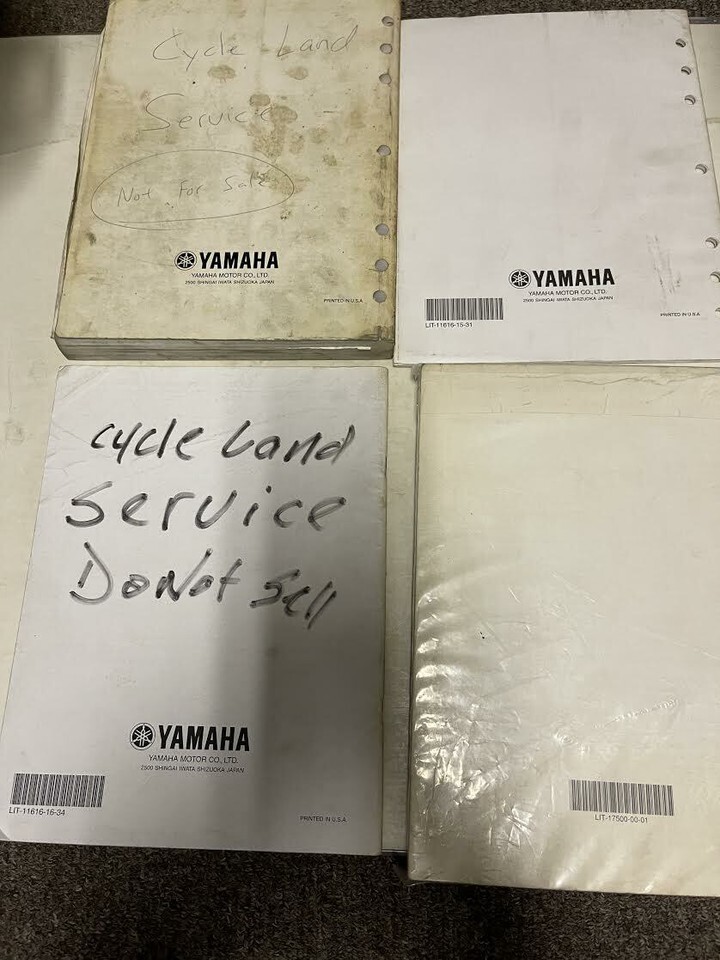 Cycle Land
Service
Not For Sale
YAMAHA
YAMAHA MOTOR CO., LTD.
2500 SHINGAI IWATA SHIZUOKA JAPAN
PRINTED IN U.S.A.
YAMAHA
YAMAHA MOTOR CO., LTD.
2500 SHINGAI IWATA SHIZUOKA JAPAN
LIT-11616-15-31
PRINTED IN U.S.A.
Cycle Land
Service
Do Not Sell
YAMAHA
YAMAHA MOTOR CO., LTD.
2500 SHINGAI IWATA SHIZUOKA JAPAN
LIT-11616-16-34
PRINTED IN U.S.A.
LIT-17500-00-01